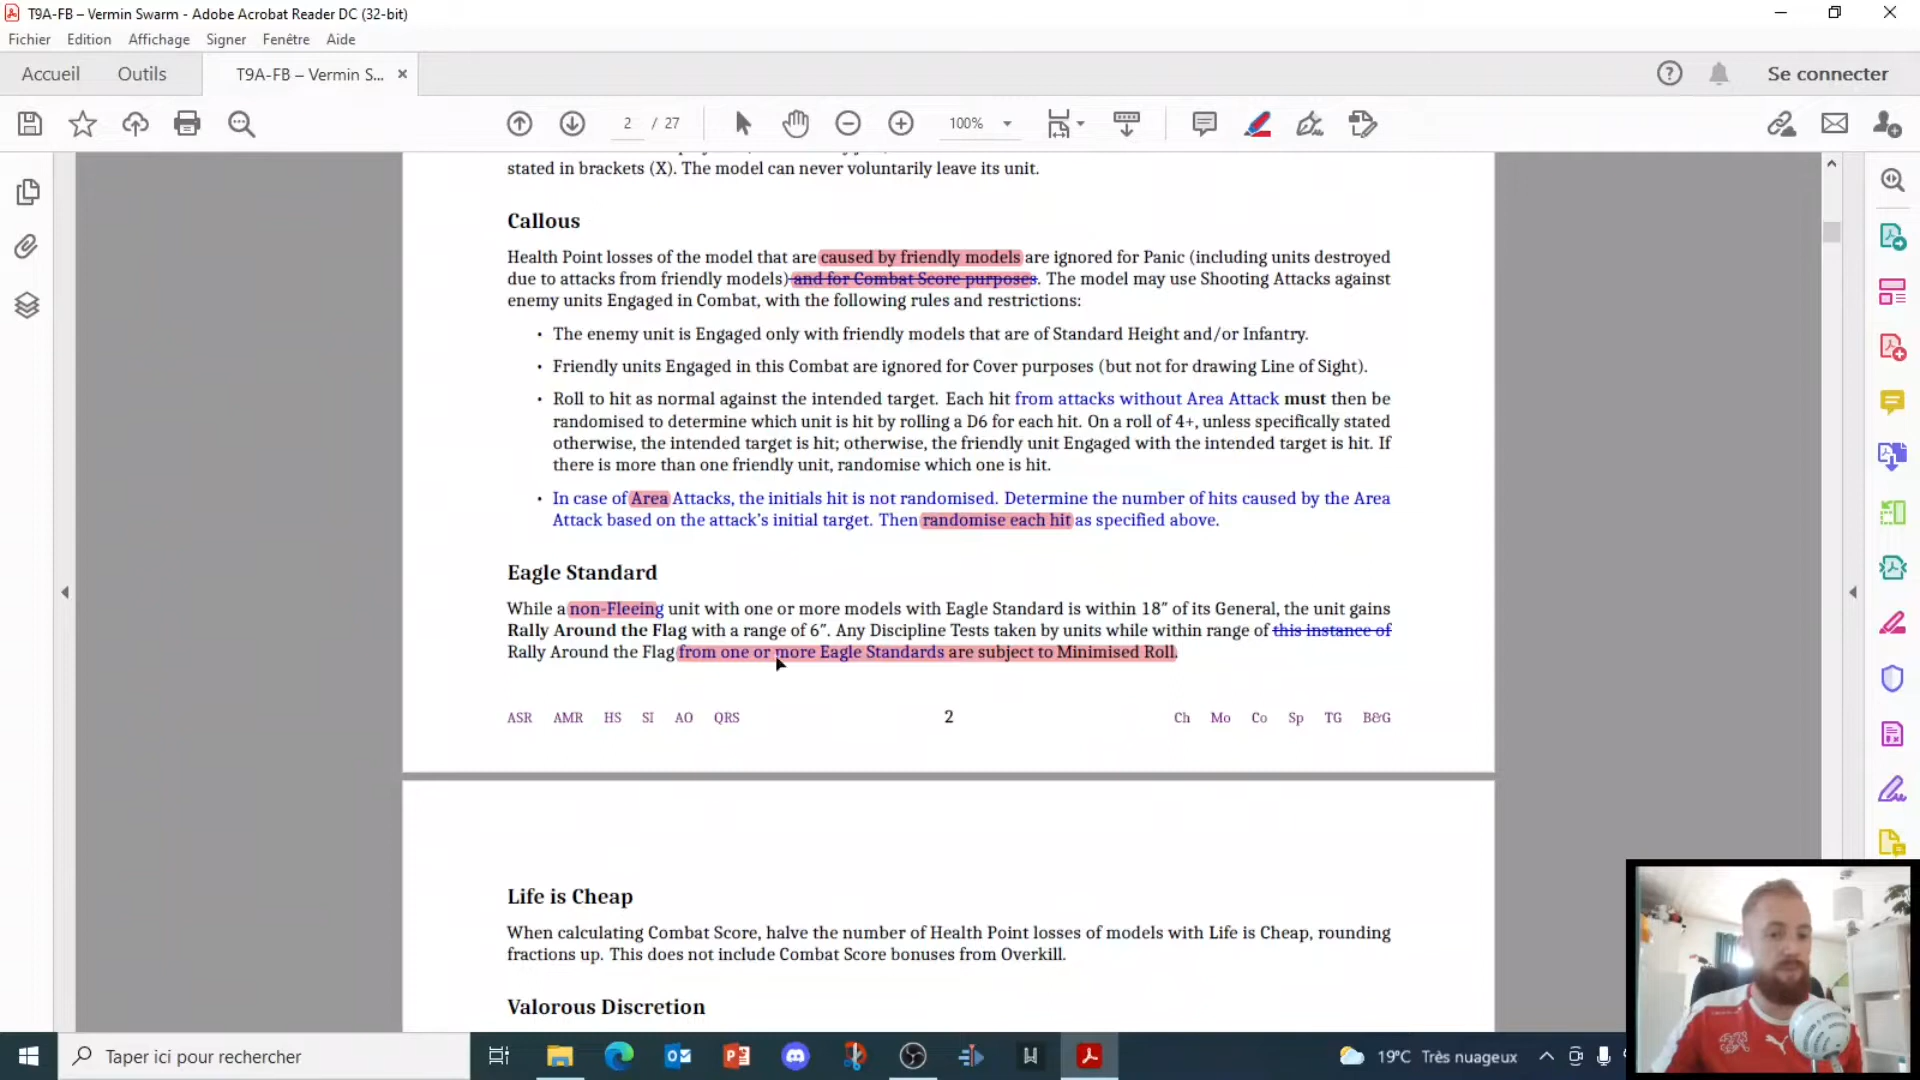 T9A-FB – Vermin Swarm - Adobe Acrobat Reader DC (32-bit)
Fichier Edition Affichage Signer Fenêtre Aide
Accueil Outils T9A-FB – Vermin S... × Se connecter
2 / 27 100%
stated in brackets (X). The model can never voluntarily leave its unit.
Callous
Health Point losses of the model that are caused by friendly models are ignored for Panic (including units destroyed
due to attacks from friendly models) and for Combat Score purposes. The model may use Shooting Attacks against
enemy units Engaged in Combat, with the following rules and restrictions:
• The enemy unit is Engaged only with friendly models that are of Standard Height and/or Infantry.
• Friendly units Engaged in this Combat are ignored for Cover purposes (but not for drawing Line of Sight).
• Roll to hit as normal against the intended target. Each hit from attacks without Area Attack must then be
randomised to determine which unit is hit by rolling a D6 for each hit. On a roll of 4+, unless specifically stated
otherwise, the intended target is hit; otherwise, the friendly unit Engaged with the intended target is hit. If
there is more than one friendly unit, randomise which one is hit.
• In case of Area Attacks, the initials hit is not randomised. Determine the number of hits caused by the Area
Attack based on the attack’s initial target. Then randomise each hit as specified above.
Eagle Standard
While a non-Fleeing unit with one or more models with Eagle Standard is within 18″ of its General, the unit gains
Rally Around the Flag with a range of 6″. Any Discipline Tests taken by units while within range of this instance of
Rally Around the Flag from one or more Eagle Standards are subject to Minimised Roll.
ASR AMR HS SI AO QRS 2 Ch Mo Co Sp TG B&G
Life is Cheap
When calculating Combat Score, halve the number of Health Point losses of models with Life is Cheap, rounding
fractions up. This does not include Combat Score bonuses from Overkill.
Valorous Discretion
Taper ici pour rechercher
19°C Très nuageux